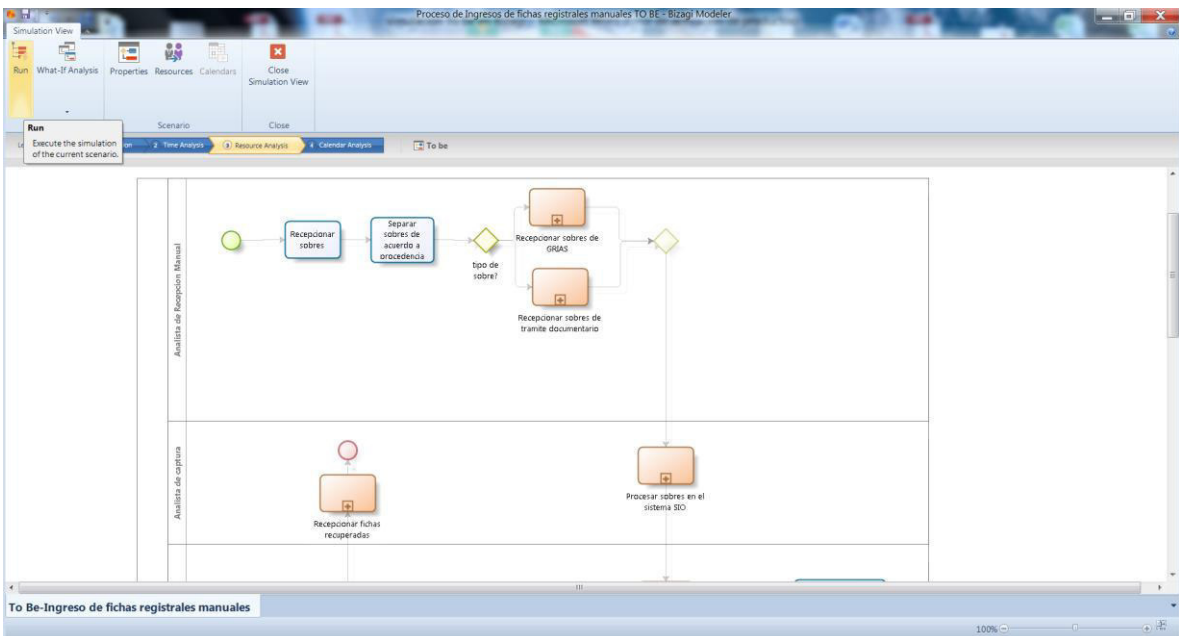 Proceso de Ingresos de fichas registrales manuales TO BE - Bizagi Modeler
Simulation View
Run
What-If Analysis
Properties
Resources
Calendars
Close
Simulation View
Scenario
Close
Run
Execute the simulation
of the current scenario.
on
2 Time Analysis
3 Resource Analysis
4 Calendar Analysis
To be
Analista de Recepcion Manual
Recepcionar
sobres
Separar
sobres de
acuerdo a
procedencia
tipo de
sobre?
Recepcionar sobres de
GRIAS
Recepcionar sobres de
tramite documentario
Analista de captura
Recepcionar fichas
recuperadas
Procesar sobres en el
sistema SIO
To Be-Ingreso de fichas registrales manuales
100%